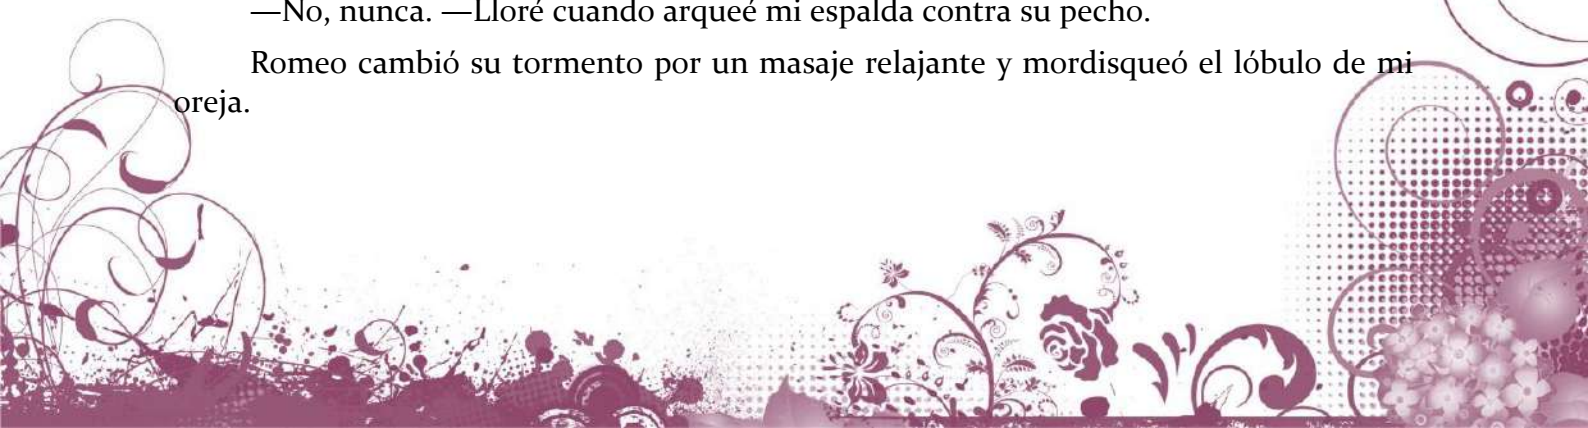 —No, nunca. —Lloré cuando arqueé mi espalda contra su pecho.
Romeo cambió su tormento por un masaje relajante y mordisqueó el lóbulo de mi
oreja.